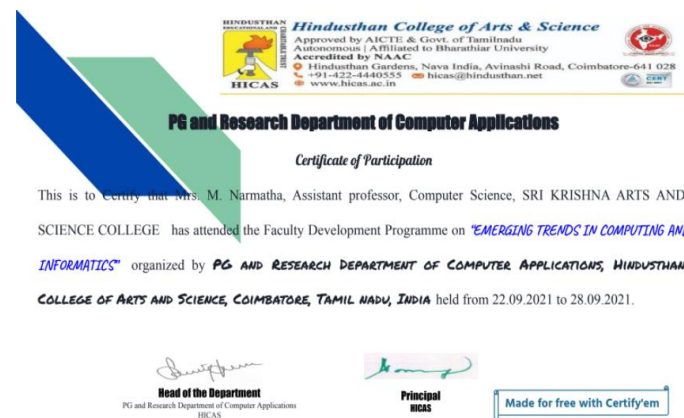 HINDUSTHAN
EDUCATIONAL AND
CHARITABLE TRUST
HICAS
Hindusthan College of Arts & Science
Approved by AICTE & Govt. of Tamilnadu
Autonomous | Affiliated to Bharathiar University
Accredited by NAAC
Hindusthan Gardens, Nava India, Avinashi Road, Coimbatore-641 028
+91-422-4440555 hicas@hindusthan.net
www.hicas.ac.in
CERT
PG and Research Department of Computer Applications
Certificate of Participation
This is to Certify that Mrs. M. Narmatha, Assistant professor, Computer Science, SRI KRISHNA ARTS AND
SCIENCE COLLEGE has attended the Faculty Development Programme on "EMERGING TRENDS IN COMPUTING AN
INFORMATICS" organized by PG AND RESEARCH DEPARTMENT OF COMPUTER APPLICATIONS, HINDUSTHAN
COLLEGE OF ARTS AND SCIENCE, COIMBATORE, TAMIL NADU, INDIA held from 22.09.2021 to 28.09.2021.
Head of the Department
PG and Research Department of Computer Applications
HICAS
Principal
HICAS
Made for free with Certify'em